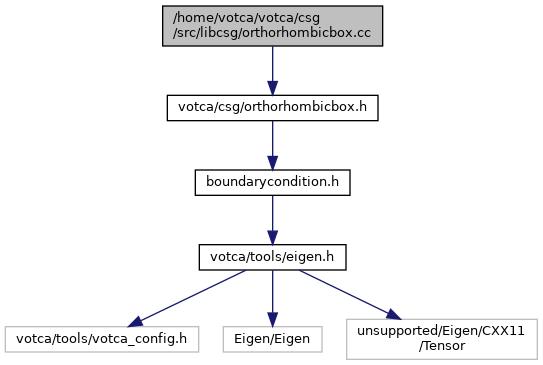 /home/votca/votca/csg
/src/libcsg/orthorhombicbox.cc
votca/csg/orthorhombicbox.h
boundarycondition.h
votca/tools/eigen.h
votca/tools/votca_config.h
Eigen/Eigen
unsupported/Eigen/CXX11
/Tensor